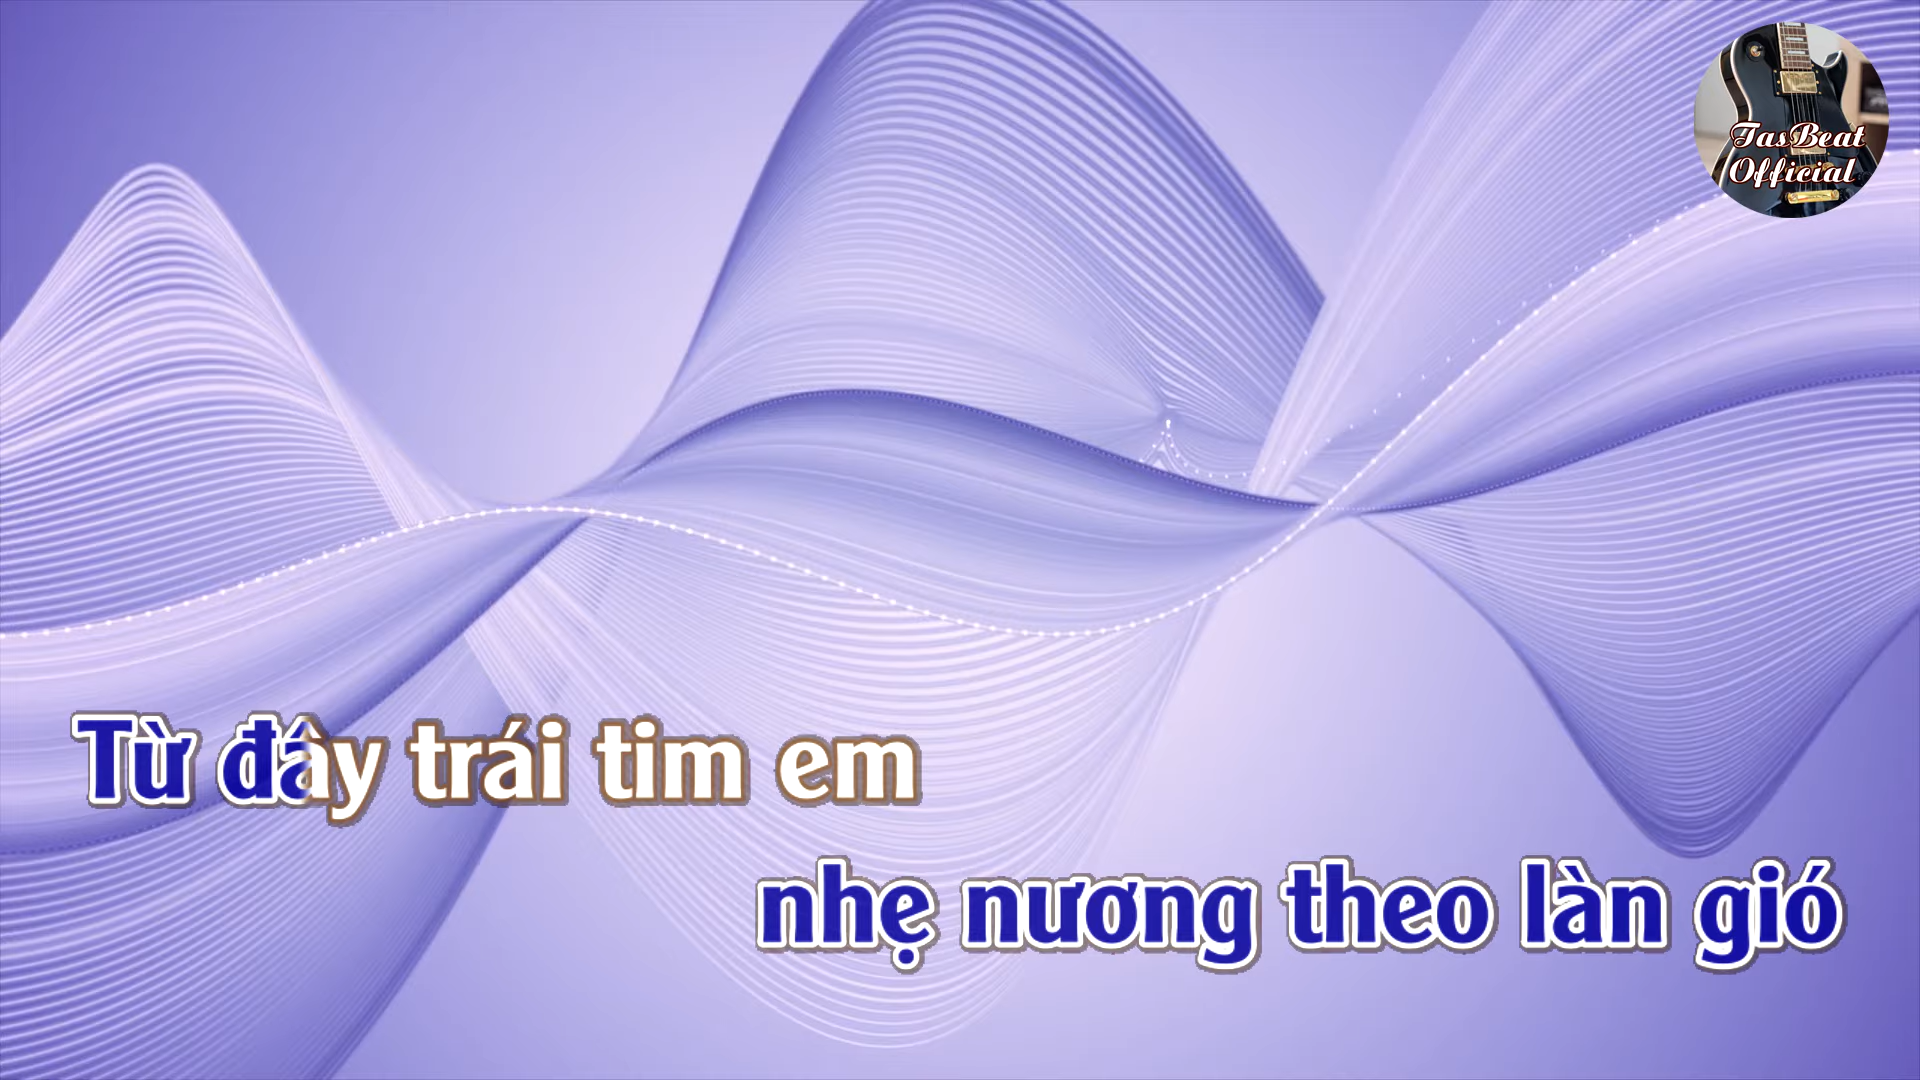 TasBeat
Official
Từ đây trái tim em
nhẹ nương theo làn gió